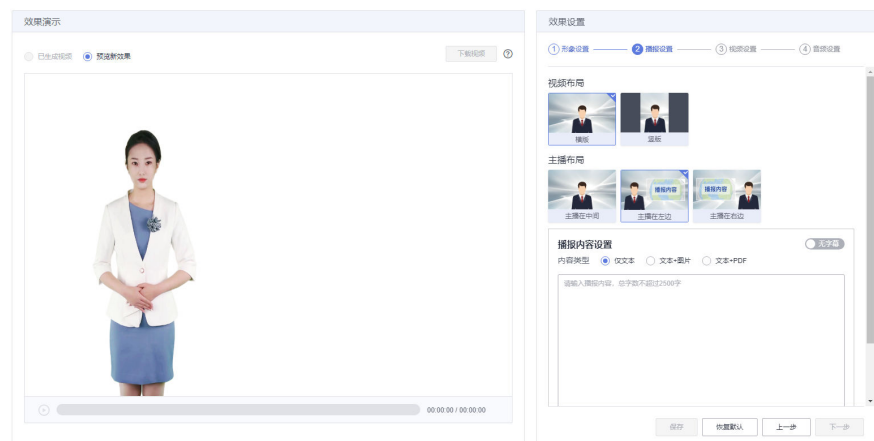 效果演示
已生成视频 预览新效果 下载视频 ?
00:00:00 / 00:00:00
效果设置
1 形象设置 2 播报设置 3 视频设置 4 音频设置
视频布局
横版 竖版
主播布局
播报内容 播报内容
主播在中间 主播在左边 主播在右边
播报内容设置 无字幕
内容类型 仅文本 文本+图片 文本+PDF
请输入播报内容，总字数不超过2500字
保存 恢复默认 上一步 下一步